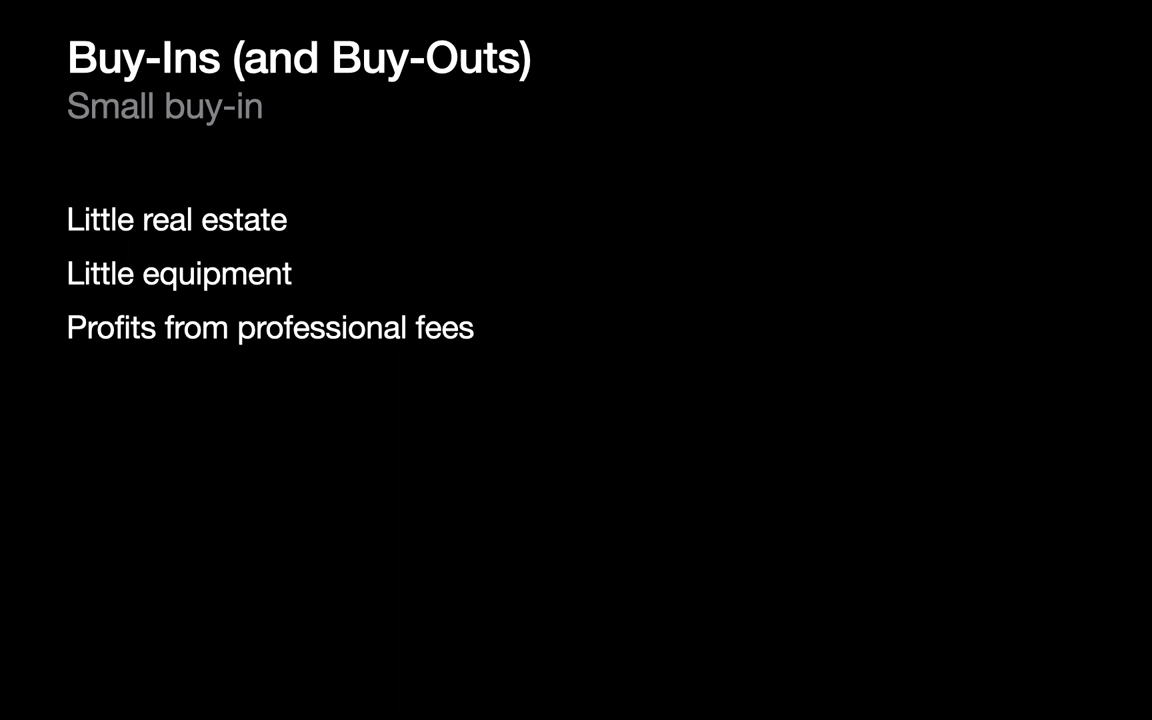 Buy-Ins (and Buy-Outs)
Small buy-in
Little real estate
Little equipment
Profits from professional fees